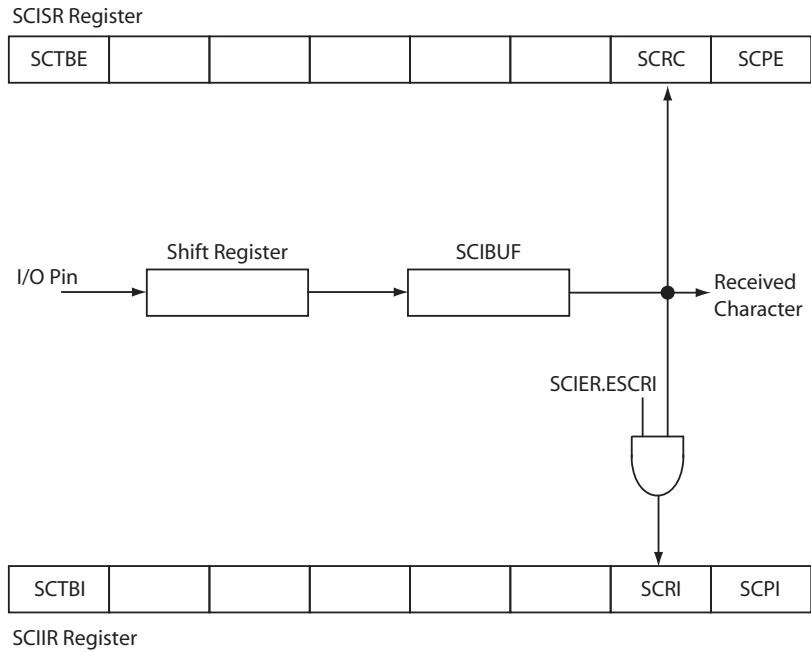 SCISR Register
SCTBE
SCRC
SCPE
Shift Register
SCIBUF
I/O Pin
Received
Character
SCIER.ESCRI
SCTBI
SCRI
SCPI
SCIIR Register